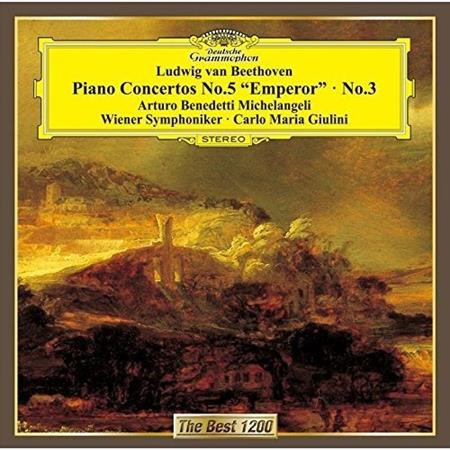 Deutsche
Grammophon
Ludwig van Beethoven
Piano Concertos No.5 “Emperor” · No.3
Arturo Benedetti Michelangeli
Wiener Symphoniker · Carlo Maria Giulini
STEREO
The Best 1200